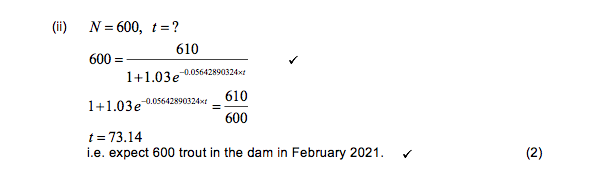 (ii) N = 600, t = ?
600 = 610 / 1+1.03e^-0.05642890324×t ✓
1+1.03e^-0.05642890324×t = 610 / 600
t = 73.14
i.e. expect 600 trout in the dam in February 2021. ✓ (2)